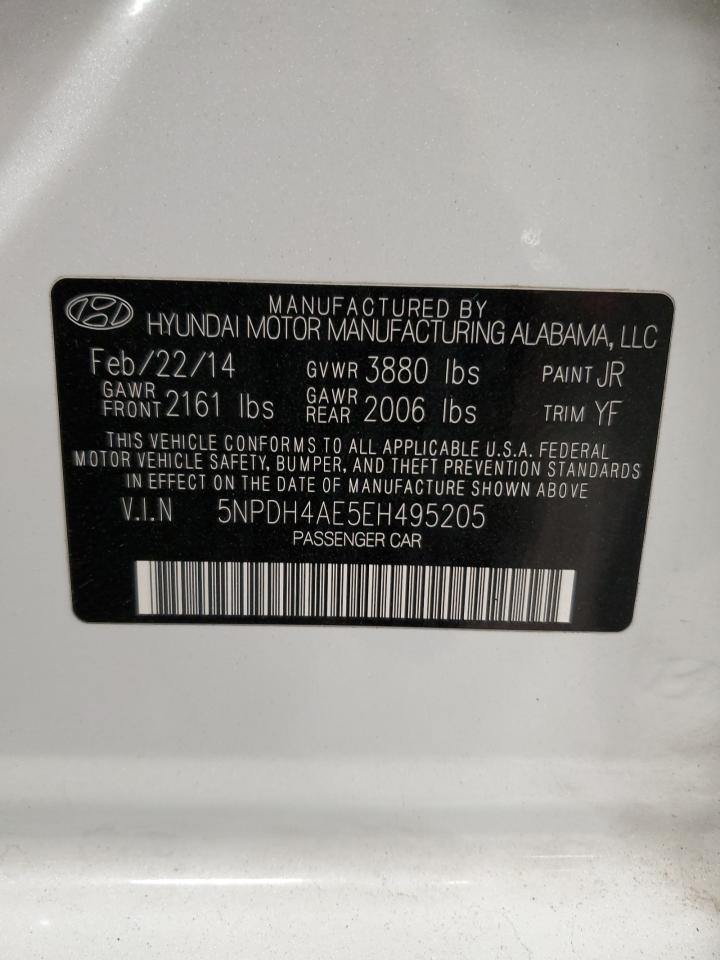 MANUFACTURED BY
HYUNDAI MOTOR MANUFACTURING ALABAMA, LLC
Feb/22/14 GVWR 3880 lbs PAINT JR
GAWR FRONT 2161 lbs GAWR REAR 2006 lbs TRIM YF
THIS VEHICLE CONFORMS TO ALL APPLICABLE U.S.A. FEDERAL
MOTOR VEHICLE SAFETY, BUMPER, AND THEFT PREVENTION STANDARDS
IN EFFECT ON THE DATE OF MANUFACTURE SHOWN ABOVE
V.I.N 5NPDH4AE5EH495205
PASSENGER CAR